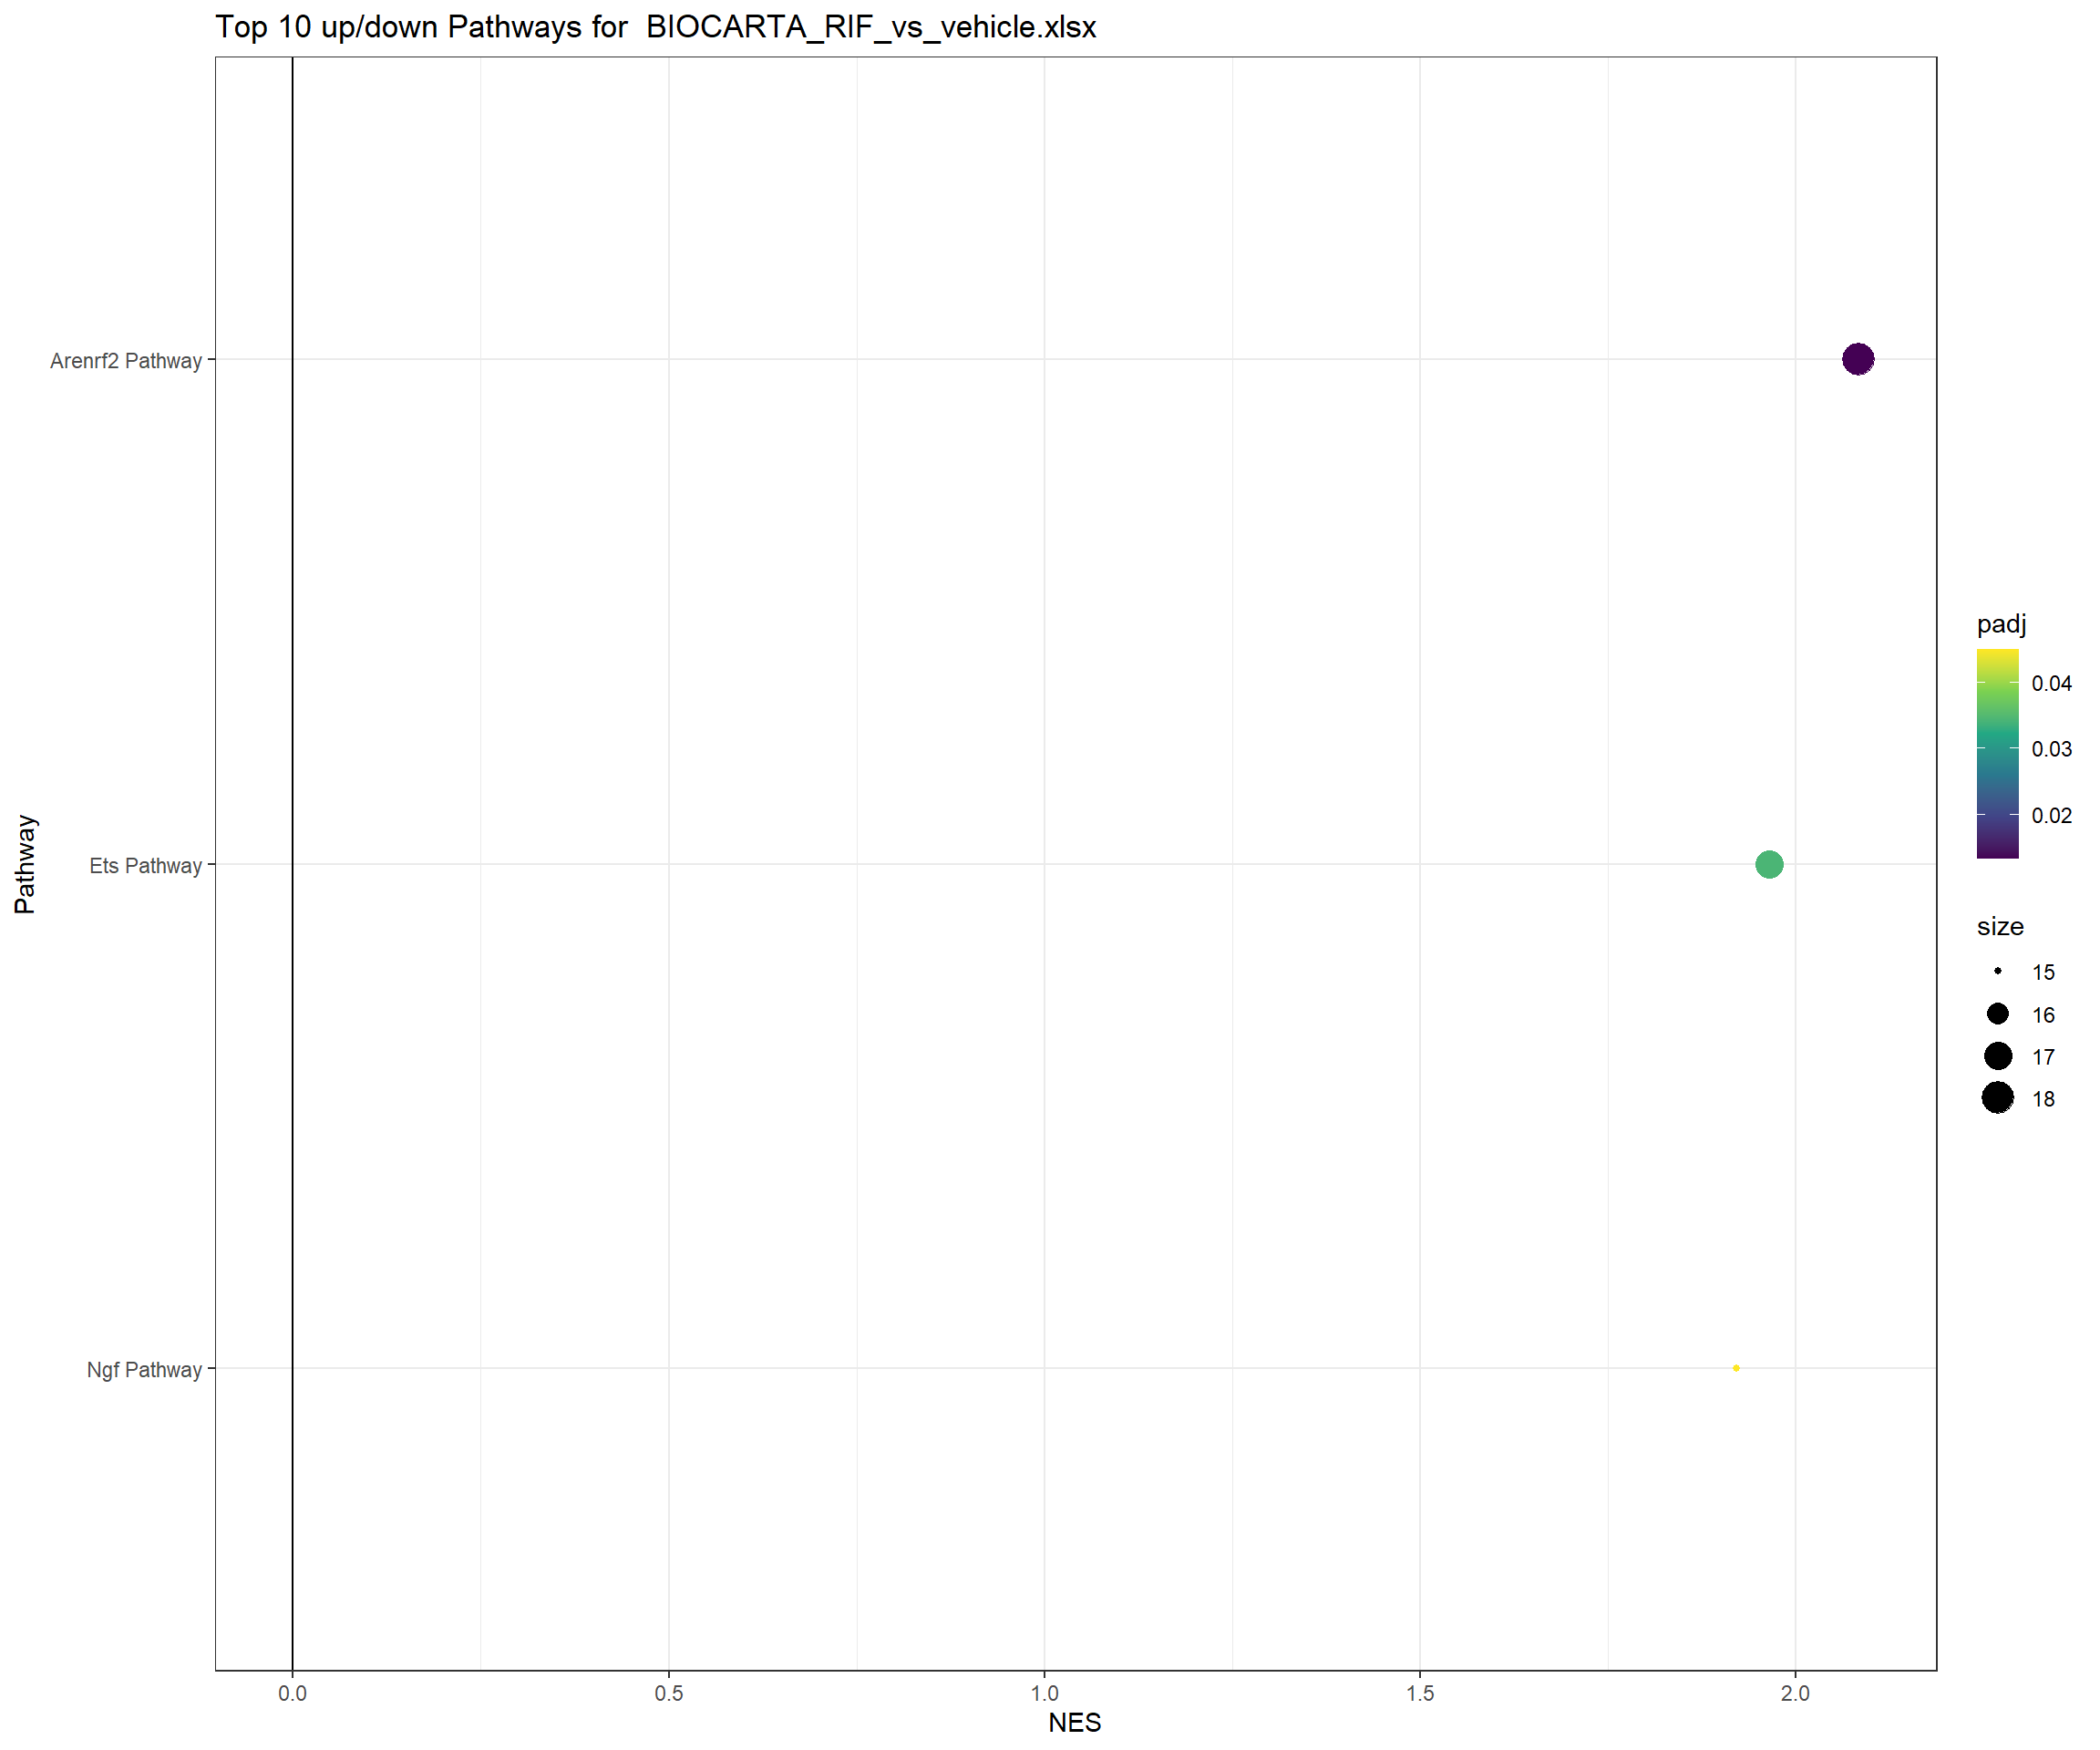 Top 10 up/down Pathways for  BIOCARTA_RIF_vs_vehicle.xlsx
Pathway
Arenrf2 Pathway
Ets Pathway
Ngf Pathway
0.0
0.5
1.0
1.5
2.0
NES
padj
0.04
0.03
0.02
size
15
16
17
18